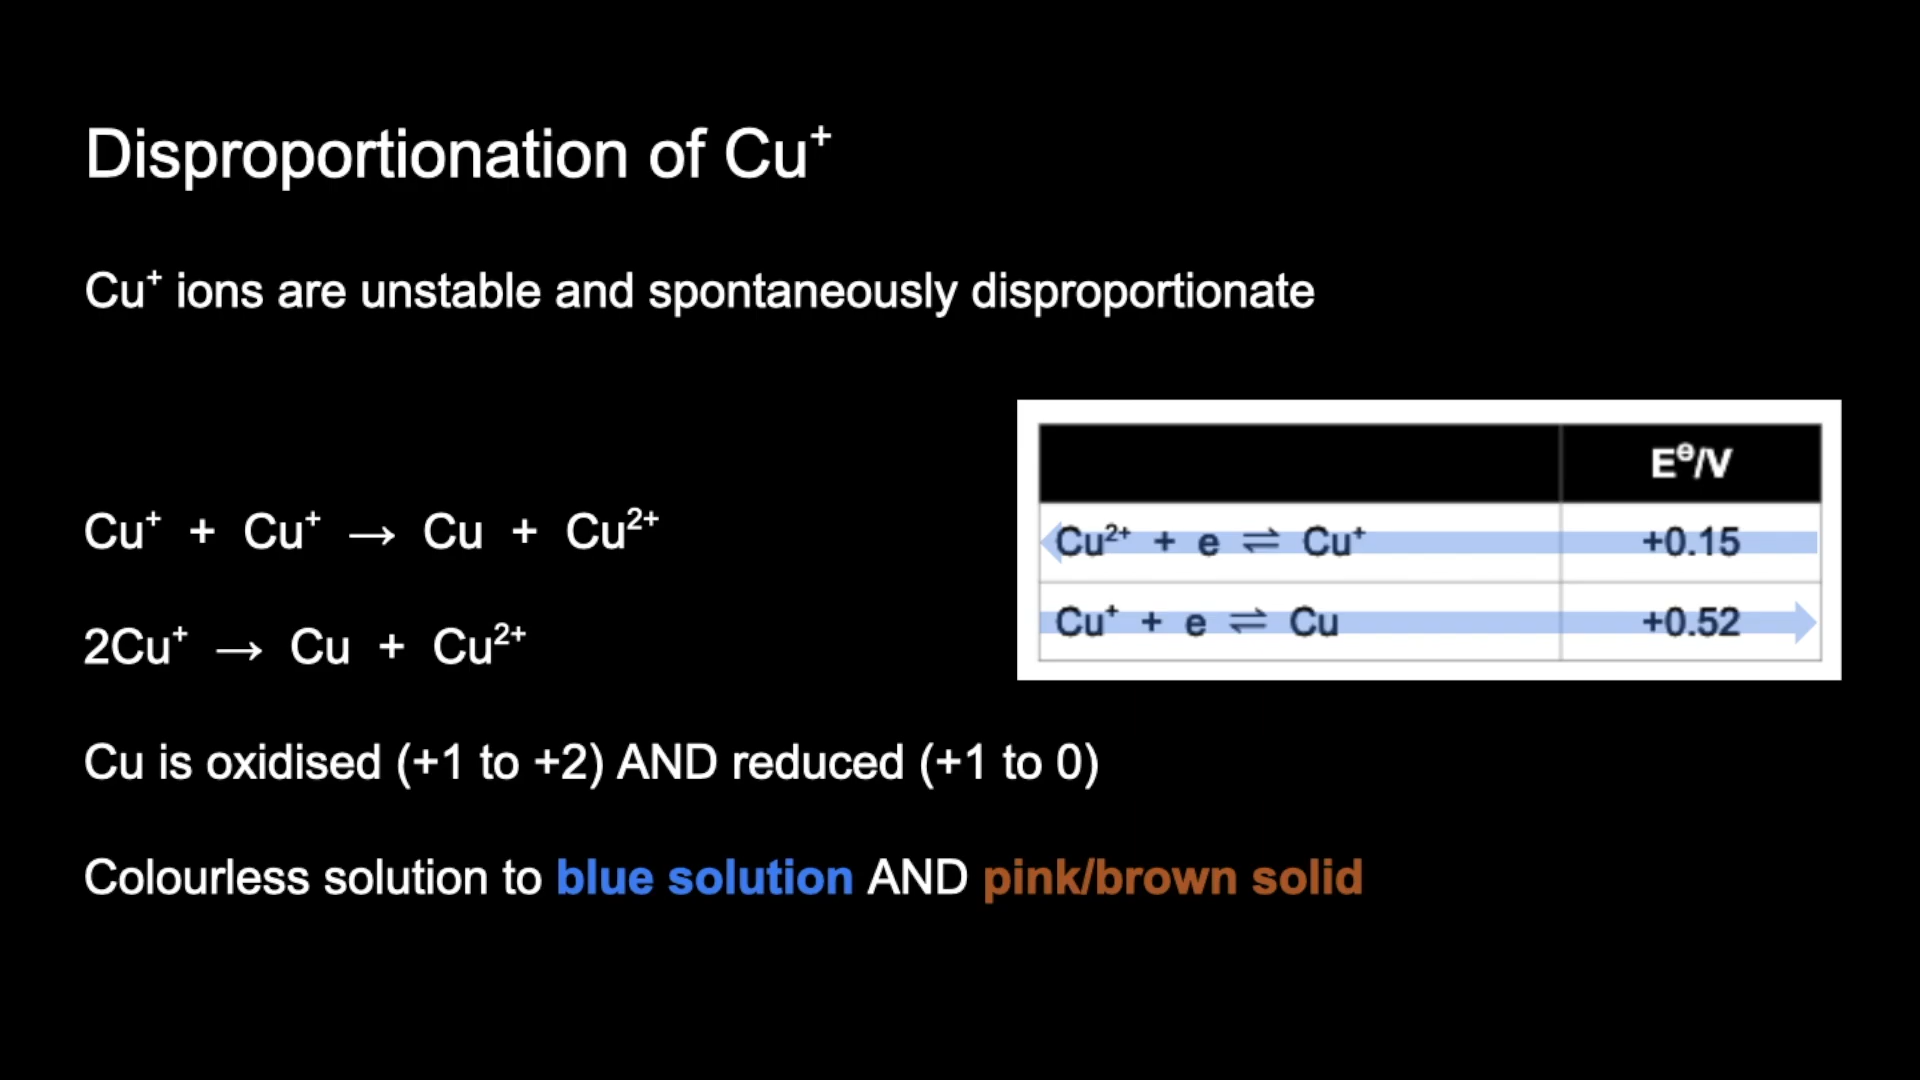 Disproportionation of Cu⁺
Cu⁺ ions are unstable and spontaneously disproportionate
Cu⁺ + Cu⁺ → Cu + Cu²⁺
2Cu⁺ → Cu + Cu²⁺
Cu is oxidised (+1 to +2) AND reduced (+1 to 0)
Colourless solution to blue solution AND pink/brown solid
E⁰/V
Cu²⁺ + e ⇌ Cu⁺ +0.15
Cu⁺ + e ⇌ Cu +0.52